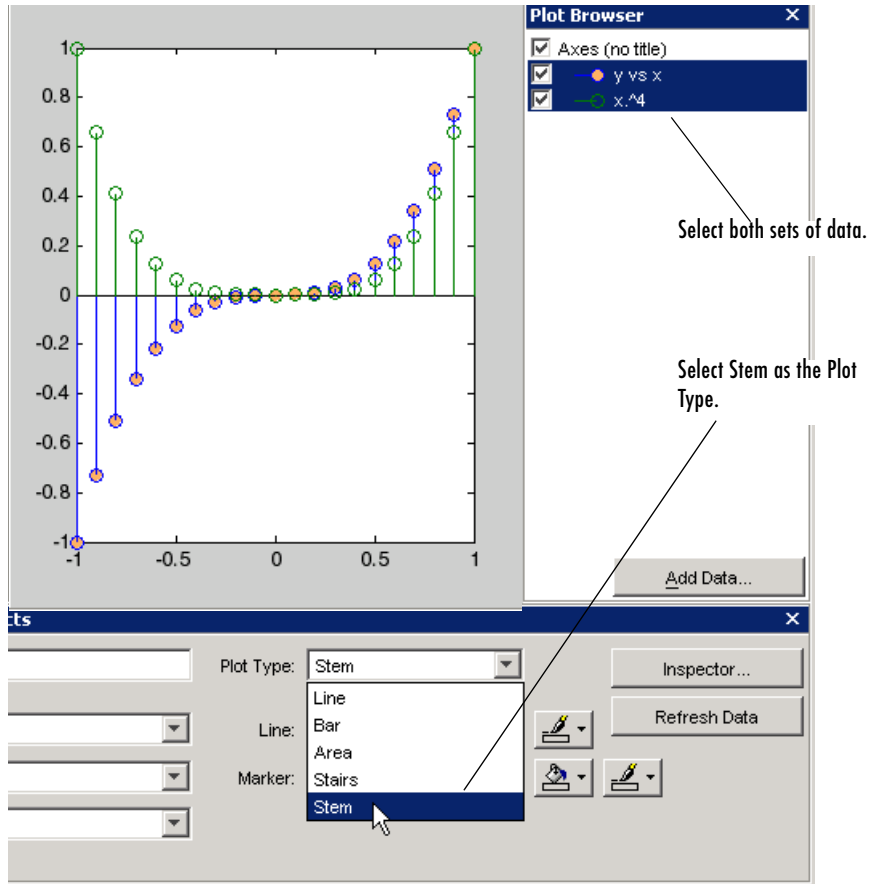 Plot Browser
Axes (no title)
y vs x
x.^4
1
0.8
0.6
0.4
0.2
0
-0.2
-0.4
-0.6
-0.8
-1
-1
-0.5
0
0.5
1
Select both sets of data.
Select Stem as the Plot
Type.
Add Data...
cts
Plot Type:
Stem
Inspector...
Line
Bar
Area
Stairs
Stem
Line:
Refresh Data
Marker: